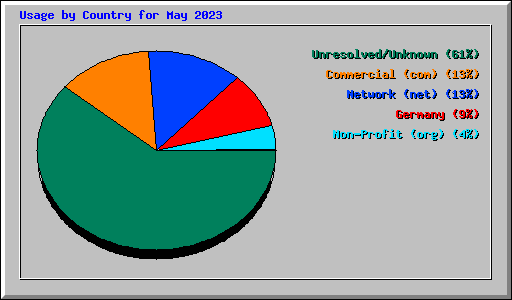 Usage by Country for May 2023
Unresolved/Unknown (61%)
Commercial (com) (13%)
Network (net) (13%)
Germany (9%)
Non-Profit (org) (4%)